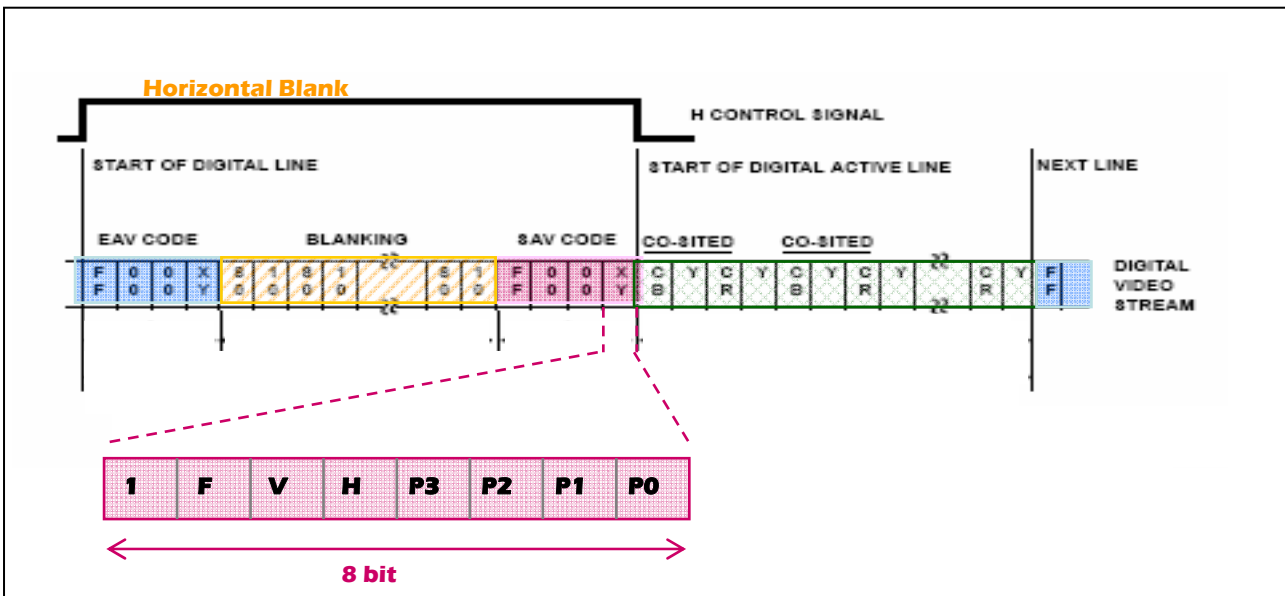 Horizontal Blank
H CONTROL SIGNAL
START OF DIGITAL LINE
START OF DIGITAL ACTIVE LINE
NEXT LINE
EAV CODE
BLANKING
SAV CODE
CO-SITED
CO-SITED
F 0 0 X 8 1 8 1 8 1 F 0 0 X C Y C Y C Y C Y C Y F
F 0 0 Y 0 0 0 0 0 0 F 0 0 Y B R B R R F
DIGITAL
VIDEO
STREAM
1 F V H P3 P2 P1 P0
8 bit